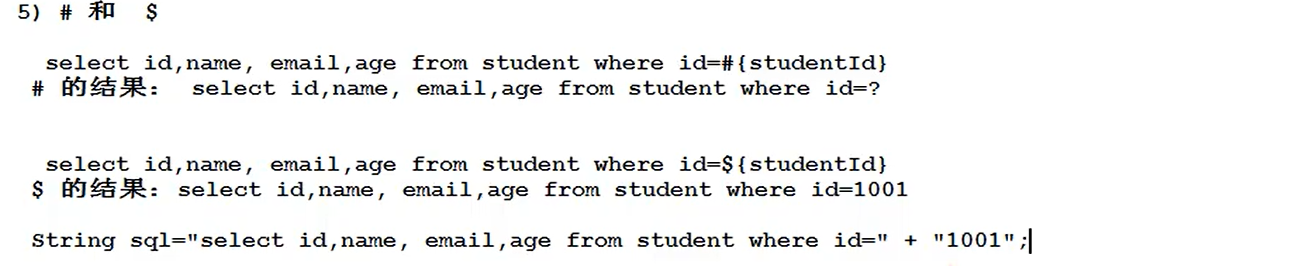 5) # 和 $
select id,name, email,age from student where id=#{studentId}
# 的结果： select id,name, email,age from student where id=?
select id,name, email,age from student where id=${studentId}
$ 的结果：select id,name, email,age from student where id=1001
String sql="select id,name, email,age from student where id=" + "1001";